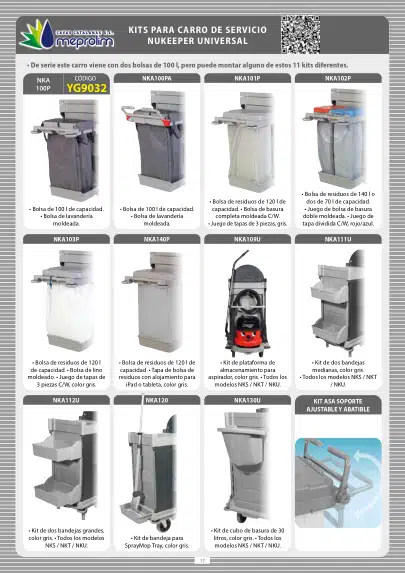 CAYRO CATALANAS S.L.
meprolim
KITS PARA CARRO DE SERVICIO
NUKEEPER UNIVERSAL
• De serie este carro viene con dos bolsas de 100 l, pero puede montar alguno de estos 11 kits diferentes.
NKA
100P
CÓDIGO
YG9032
• Bolsa de 100 l de capacidad.
• Bolsa de lavandería
moldeada.
NKA100PA
• Bolsa de 100 l de capacidad.
• Bolsa de lavandería
moldeada.
NKA101P
• Bolsa de residuos de 120 l de
capacidad. • Bolsa de basura
completa moldeada C/W.
• Juego de tapas de 3 piezas, gris.
NKA102P
• Bolsa de residuos de 140 l o
dos de 70 l de capacidad.
• Juego de bolsa de basura
doble moldeada. • Juego de
tapa dividida C/W, rojo/azul.
NKA103P
• Bolsa de residuos de 120 l
de capacidad. • Bolsa de lino
moldeado. • Juego de tapas de
3 piezas C/W, color gris.
NKA140P
• Bolsa de residuos de 120 l de
capacidad. • Tapa de bolsa de
residuos con alojamiento para
iPad o tableta, color gris.
NKA109U
• Kit de plataforma de
almacenamiento para
aspirador, color gris. • Todos los
modelos NKS / NKT / NKU.
NKA111U
• Kit de dos bandejas
medianas, color gris.
• Todos los modelos NKS / NKT
/ NKU.
NKA112U
• Kit de dos bandejas grandes,
color gris. • Todos los modelos
NKS / NKT / NKU.
NKA120
• Kit de bandeja para
SprayMop Tray, color gris.
NKA130U
• Kit de cubo de basura de 30
litros, color gris. • Todos los
modelos NKS / NKT / NKU.
KIT ASA SOPORTE
AJUSTABLE Y ABATIBLE
17